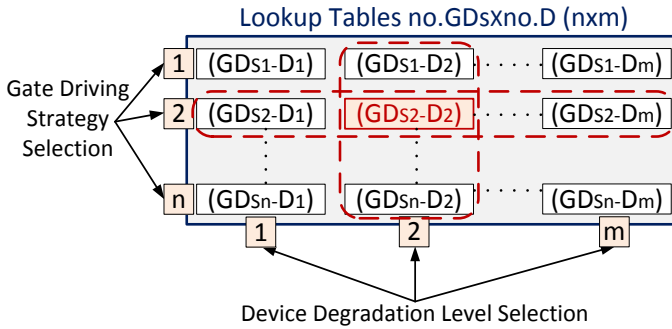 Lookup Tables no.GDsXno.D (nxm)
1 (GDS1-D1) (GDS1-D2) (GDS1-Dm)
Gate Driving
Strategy
Selection
2 (GDS2-D1) (GDS2-D2) (GDS2-Dm)
n (GDSn-D1) (GDSn-D2) (GDSn-Dm)
1 2 m
Device Degradation Level Selection